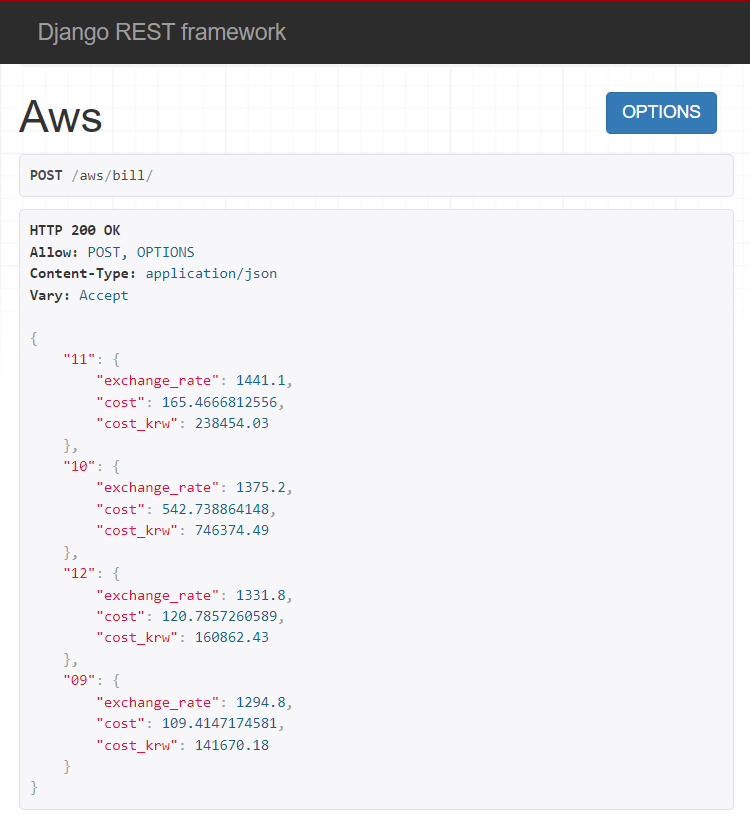 Django REST framework
Aws
OPTIONS
POST /aws/bill/
HTTP 200 OK
Allow: POST, OPTIONS
Content-Type: application/json
Vary: Accept
{
"11": {
"exchange_rate": 1441.1,
"cost": 165.4666812556,
"cost_krw": 238454.03
},
"10": {
"exchange_rate": 1375.2,
"cost": 542.738864148,
"cost_krw": 746374.49
},
"12": {
"exchange_rate": 1331.8,
"cost": 120.7857260589,
"cost_krw": 160862.43
},
"09": {
"exchange_rate": 1294.8,
"cost": 109.4147174581,
"cost_krw": 141670.18
}
}